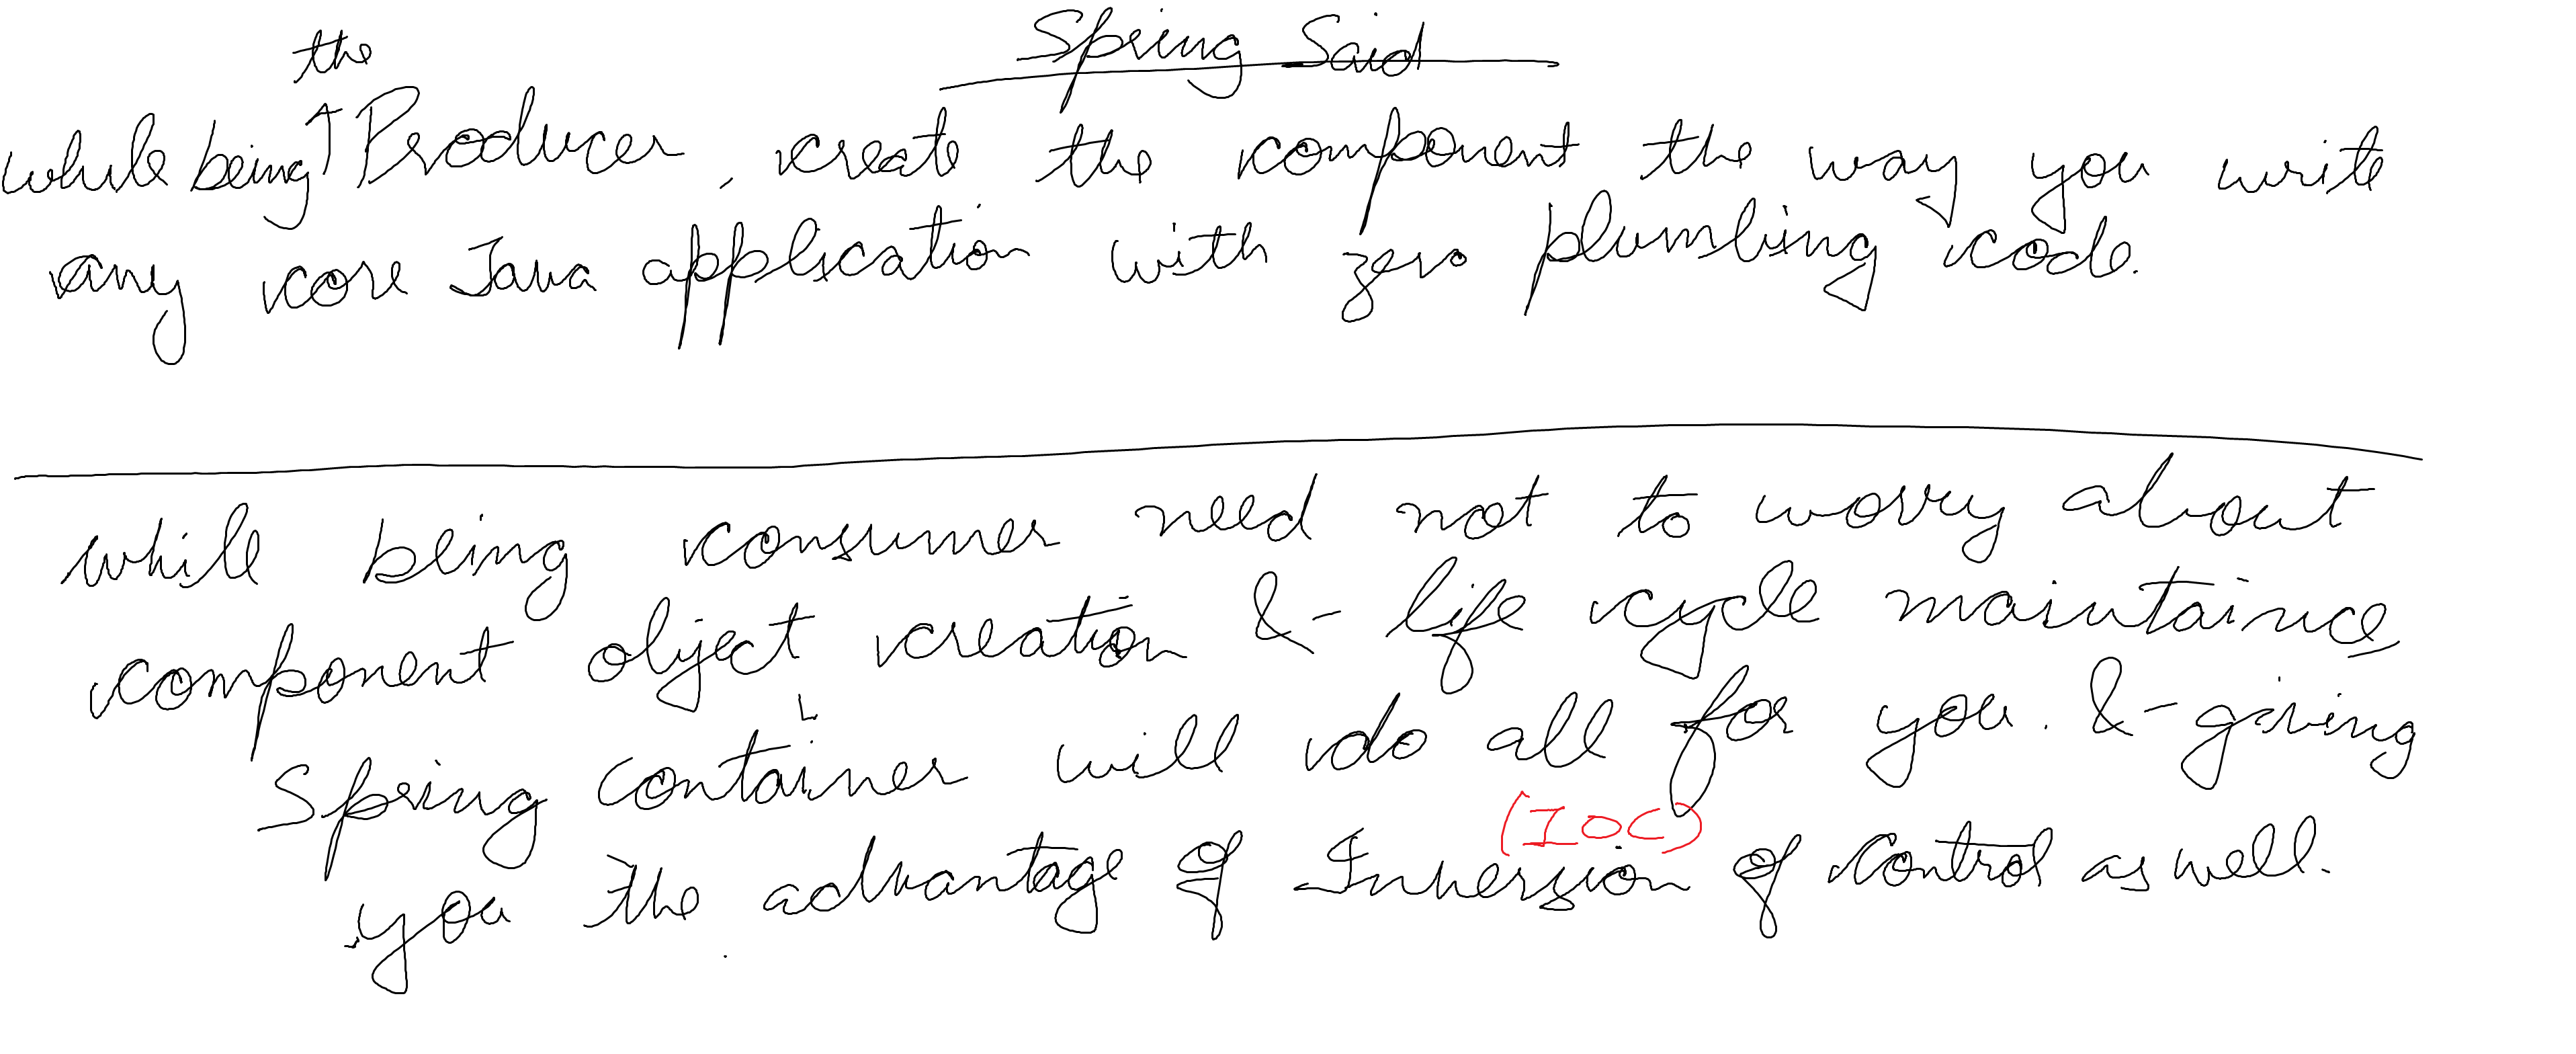 Spring Said
the
while being Producer, create the component the way you write
any core Java application with zero plumbing code.
while being consumer need not to worry about
component object creation & life cycle maintaince
Spring container will do all for you. & giving
(IOC)
you the advantage of Inversion of control as well.